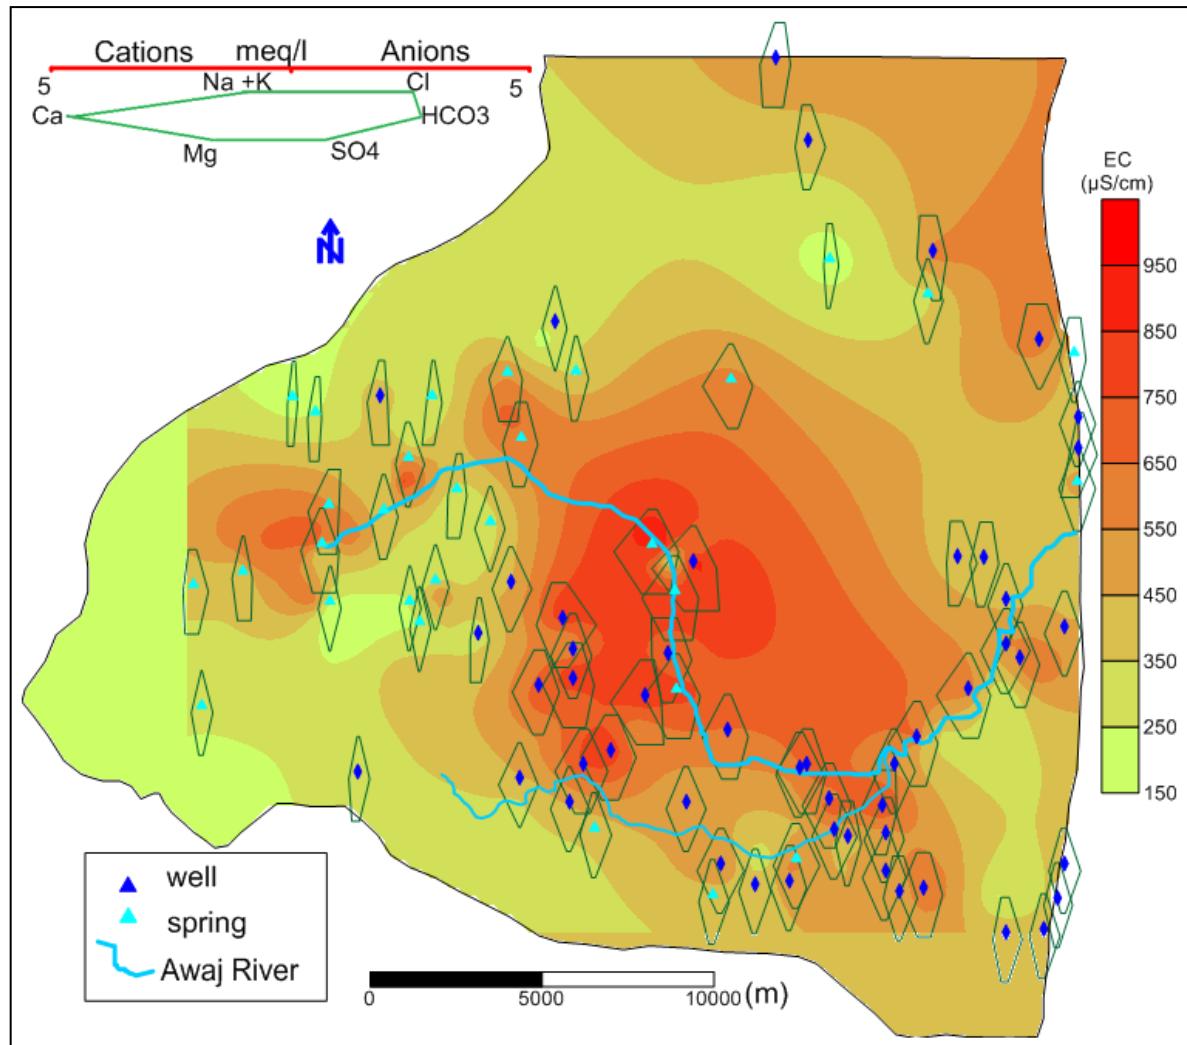 Cations meq/l Anions
5 Na +K Cl 5
Ca HCO3
Mg SO4
N
EC
(µS/cm)
950
850
750
650
550
450
350
250
150
well
spring
Awaj River
0 5000 10000 (m)